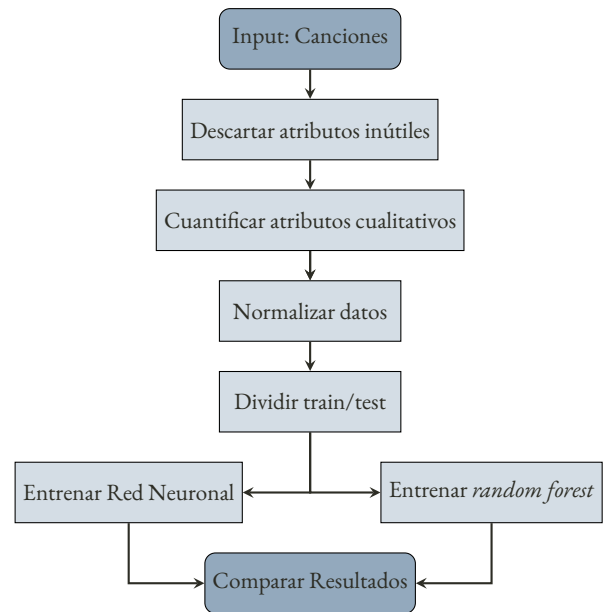 Input: Canciones
Descartar atributos inútiles
Cuantificar atributos cualitativos
Normalizar datos
Dividir train/test
Entrenar Red Neuronal
Entrenar random forest
Comparar Resultados